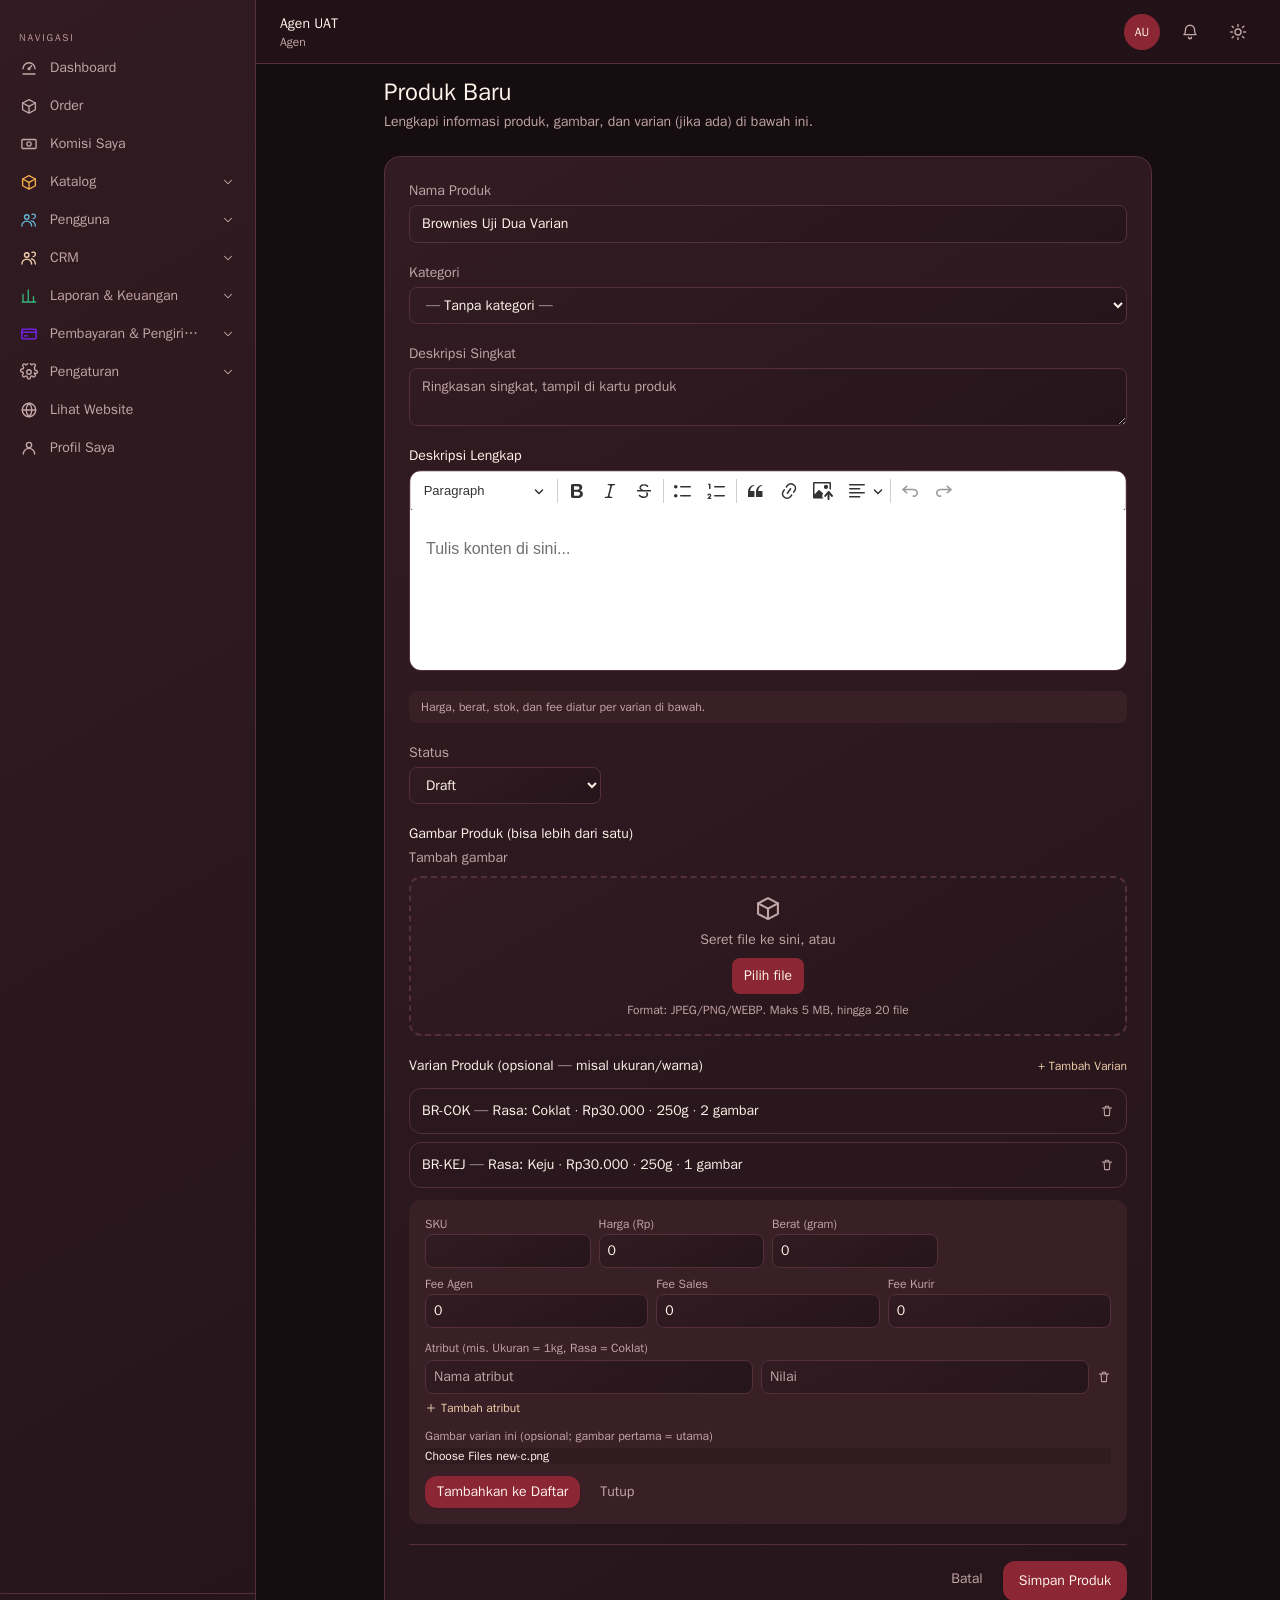 Agen UAT
Agen
AU
NAVIGASI
Dashboard
Order
Komisi Saya
Katalog
Pengguna
CRM
Laporan & Keuangan
Pembayaran & Pengiri···
Pengaturan
Lihat Website
Profil Saya
Produk Baru
Lengkapi informasi produk, gambar, dan varian (jika ada) di bawah ini.
Nama Produk
Brownies Uji Dua Varian
Kategori
— Tanpa kategori —
Deskripsi Singkat
Ringkasan singkat, tampil di kartu produk
Deskripsi Lengkap
Paragraph
Tulis konten di sini...
Harga, berat, stok, dan fee diatur per varian di bawah.
Status
Draft
Gambar Produk (bisa lebih dari satu)
Tambah gambar
Seret file ke sini, atau
Pilih file
Format: JPEG/PNG/WEBP. Maks 5 MB, hingga 20 file
Varian Produk (opsional — misal ukuran/warna)
+ Tambah Varian
BR-COK — Rasa: Coklat · Rp30.000 · 250g · 2 gambar
BR-KEJ — Rasa: Keju · Rp30.000 · 250g · 1 gambar
SKU Harga (Rp) Berat (gram)
0 0
Fee Agen Fee Sales Fee Kurir
0 0 0
Atribut (mis. Ukuran = 1kg, Rasa = Coklat)
Nama atribut Nilai
+ Tambah atribut
Gambar varian ini (opsional; gambar pertama = utama)
Choose Files new-c.png
Tambahkan ke Daftar Tutup
Batal Simpan Produk